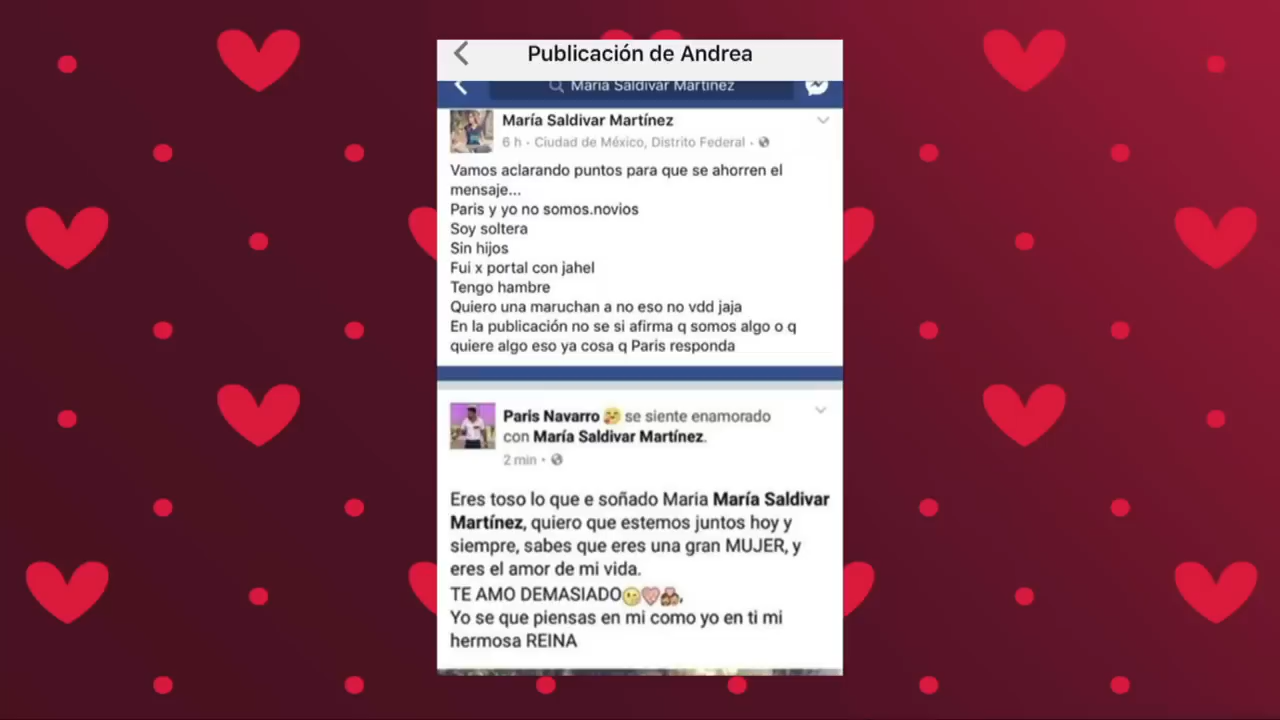 Publicación de Andrea
María Saldivar Martínez
María Saldivar Martínez
6 h · Ciudad de México, Distrito Federal ·
Vamos aclarando puntos para que se ahorren el
mensaje...
Paris y yo no somos.novios
Soy soltera
Sin hijos
Fui x portal con jahel
Tengo hambre
Quiero una maruchan a no eso no vdd jaja
En la publicación no se si afirma q somos algo o q
quiere algo eso ya cosa q Paris responda
Paris Navarro 🥰 se siente enamorado
con María Saldivar Martínez.
2 min ·
Eres toso lo que e soñado Maria María Saldivar
Martínez, quiero que estemos juntos hoy y
siempre, sabes que eres una gran MUJER, y
eres el amor de mi vida.
TE AMO DEMASIADO😘💖💑,
Yo se que piensas en mi como yo en ti mi
hermosa REINA